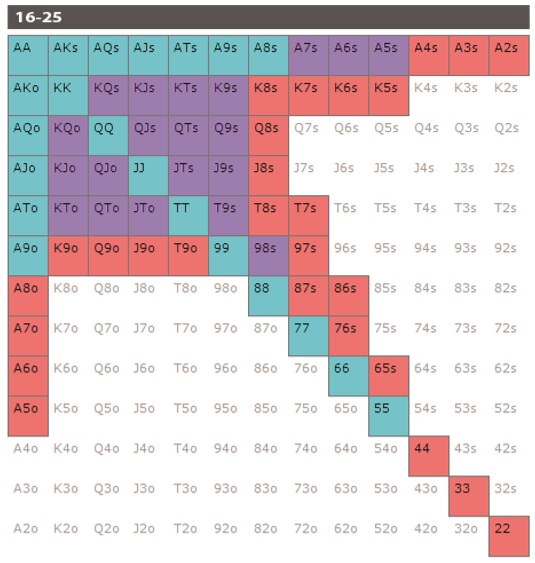 16-25
AA AKs AQs AJs ATs A9s A8s A7s A6s A5s A4s A3s A2s
AKo KK KQs KJs KTs K9s K8s K7s K6s K5s K4s K3s K2s
AQo KQo QQ QJs QTs Q9s Q8s Q7s Q6s Q5s Q4s Q3s Q2s
AJo KJo QJo JJ JTs J9s J8s J7s J6s J5s J4s J3s J2s
ATo KTo QTo JTo TT T9s T8s T7s T6s T5s T4s T3s T2s
A9o K9o Q9o J9o T9o 99 98s 97s 96s 95s 94s 93s 92s
A8o K8o Q8o J8o T8o 98o 88 87s 86s 85s 84s 83s 82s
A7o K7o Q7o J7o T7o 97o 87o 77 76s 75s 74s 73s 72s
A6o K6o Q6o J6o T6o 96o 86o 76o 66 65s 64s 63s 62s
A5o K5o Q5o J5o T5o 95o 85o 75o 65o 55 54s 53s 52s
A4o K4o Q4o J4o T4o 94o 84o 74o 64o 54o 44 43s 42s
A3o K3o Q3o J3o T3o 93o 83o 73o 63o 53o 43o 33 32s
A2o K2o Q2o J2o T2o 92o 82o 72o 62o 52o 42o 32o 22